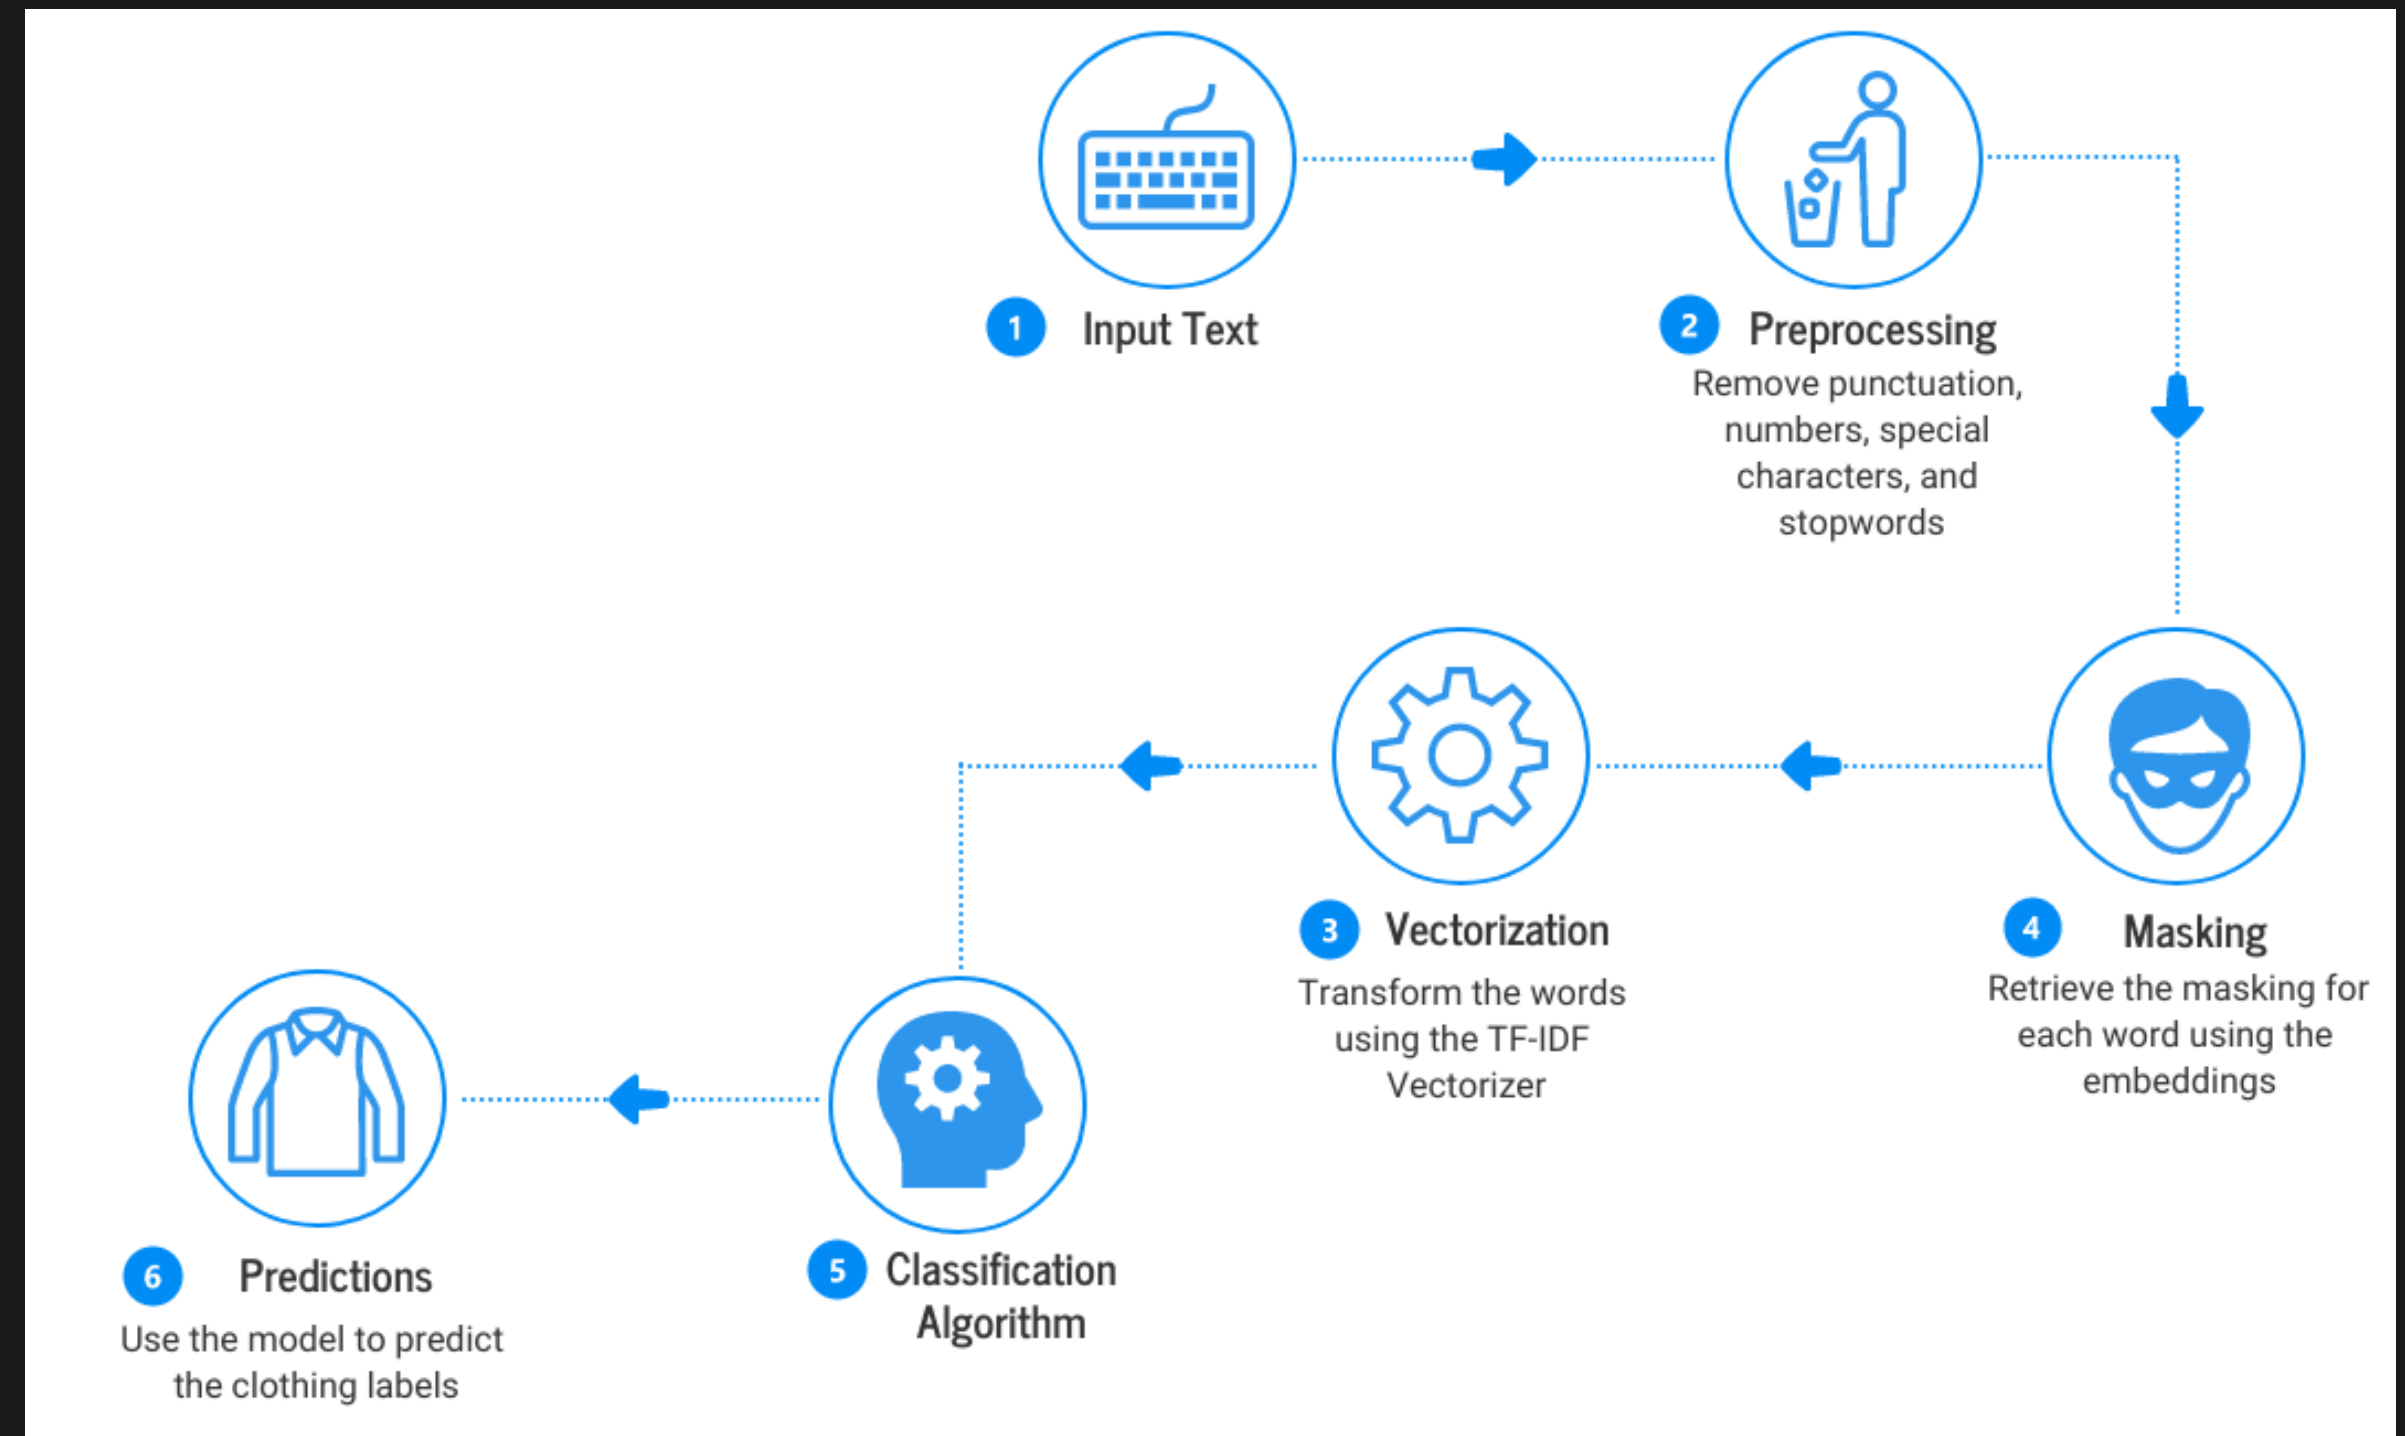 1 Input Text
2 Preprocessing
Remove punctuation,
numbers, special
characters, and
stopwords
3 Vectorization
Transform the words
using the TF-IDF
Vectorizer
4 Masking
Retrieve the masking for
each word using the
embeddings
5 Classification
Algorithm
6 Predictions
Use the model to predict
the clothing labels